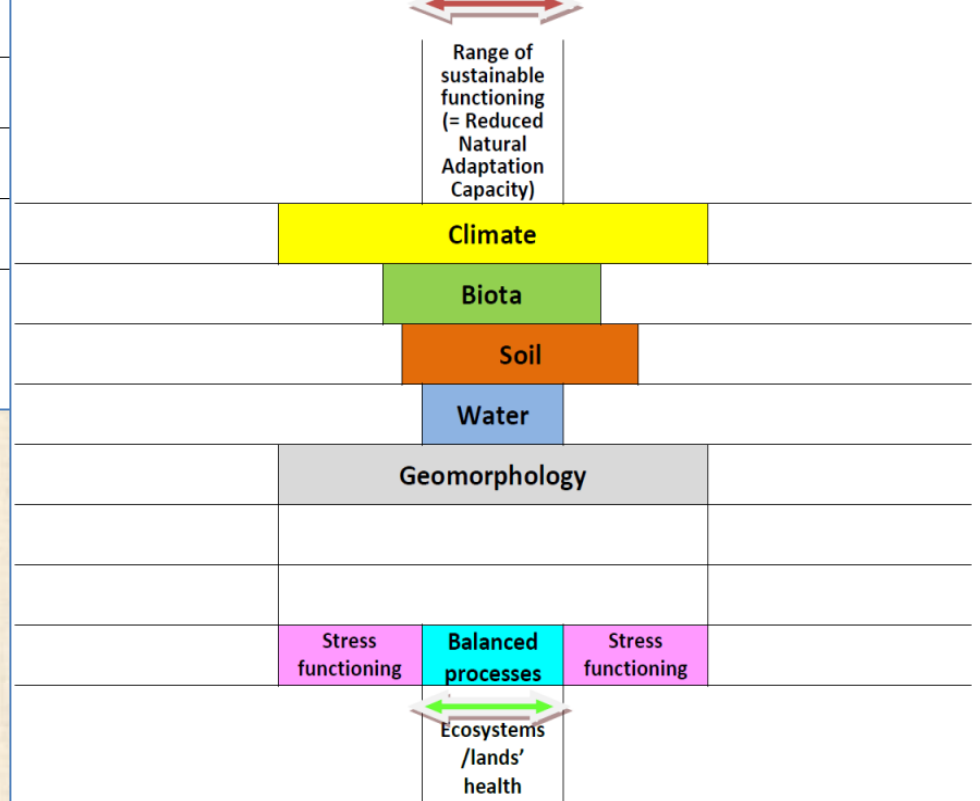 Range of
sustainable
functioning
(= Reduced
Natural
Adaptation
Capacity)
Climate
Biota
Soil
Water
Geomorphology
Stress
functioning
Balanced
processes
Stress
functioning
Ecosystems
/lands’
health